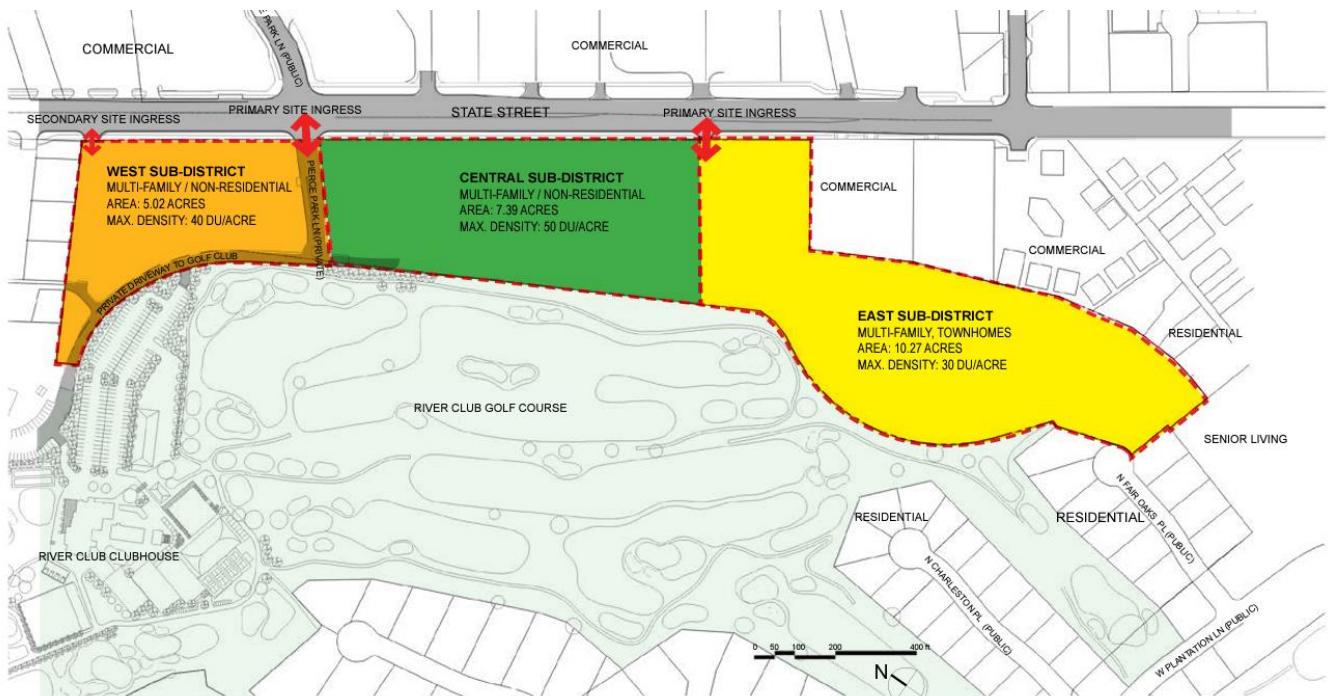 COMMERCIAL
PARK LN (PUBLIC)
COMMERCIAL
SECONDARY SITE INGRESS
PRIMARY SITE INGRESS
STATE STREET
PRIMARY SITE INGRESS
WEST SUB-DISTRICT
MULTI-FAMILY / NON-RESIDENTIAL
AREA: 5.02 ACRES
MAX. DENSITY: 40 DU/ACRE
PIERCE PARK LN (PRIVATE)
PRIVATE DRIVEWAY TO GOLF CLUB
CENTRAL SUB-DISTRICT
MULTI-FAMILY / NON-RESIDENTIAL
AREA: 7.39 ACRES
MAX. DENSITY: 50 DU/ACRE
COMMERCIAL
COMMERCIAL
EAST SUB-DISTRICT
MULTI-FAMILY, TOWNHOMES
AREA: 10.27 ACRES
MAX. DENSITY: 30 DU/ACRE
RESIDENTIAL
RIVER CLUB GOLF COURSE
SENIOR LIVING
N FAIR OAKS PL (PUBLIC)
RESIDENTIAL
RESIDENTIAL
RIVER CLUB CLUBHOUSE
N CHARLESTON PL (PUBLIC)
W PLANTATION LN (PUBLIC)
0 50 100 200 400 ft
N